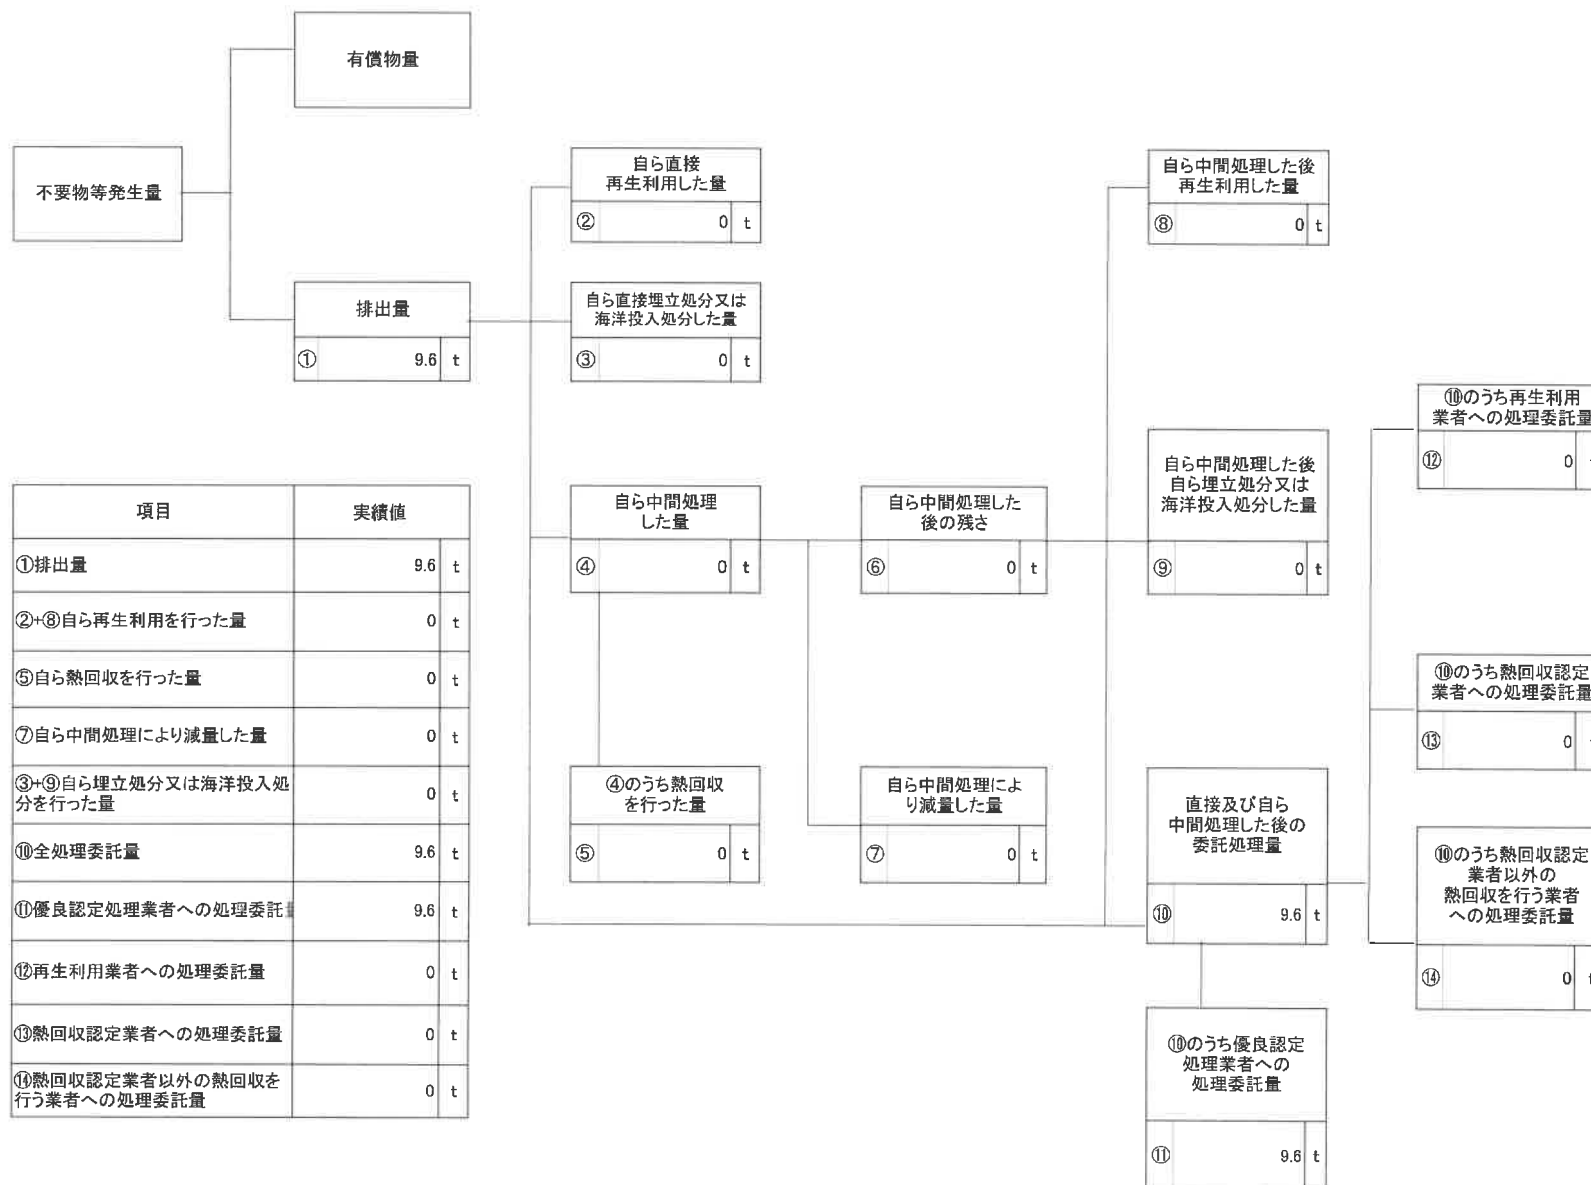 有償物量
不要物等発生量
排出量
① 9.6 t
自ら直接
再生利用した量
② 0 t
自ら直接埋立処分又は
海洋投入処分した量
③ 0 t
自ら中間処理
した量
④ 0 t
④のうち熱回収
を行った量
⑤ 0 t
自ら中間処理した
後の残さ
⑥ 0 t
自ら中間処理によ
り減量した量
⑦ 0 t
自ら中間処理した後
再生利用した量
⑧ 0 t
自ら中間処理した後
自ら埋立処分又は
海洋投入処分した量
⑨ 0 t
直接及び自ら
中間処理した後の
委託処理量
⑩ 9.6 t
⑩のうち優良認定
処理業者への
処理委託量
⑪ 9.6 t
⑩のうち再生利用
業者への処理委託量
⑫ 0
⑩のうち熱回収認定
業者への処理委託量
⑬ 0
⑩のうち熱回収認定
業者以外の
熱回収を行う業者
への処理委託量
⑭ 0 t
項目 実績値
①排出量 9.6 t
②+⑧自ら再生利用を行った量 0 t
⑤自ら熱回収を行った量 0 t
⑦自ら中間処理により減量した量 0 t
③+⑨自ら埋立処分又は海洋投入処
分を行った量 0 t
⑩全処理委託量 9.6 t
⑪優良認定処理業者への処理委託 9.6 t
⑫再生利用業者への処理委託量 0 t
⑬熱回収認定業者への処理委託量 0 t
⑭熱回収認定業者以外の熱回収を
行う業者への処理委託量 0 t